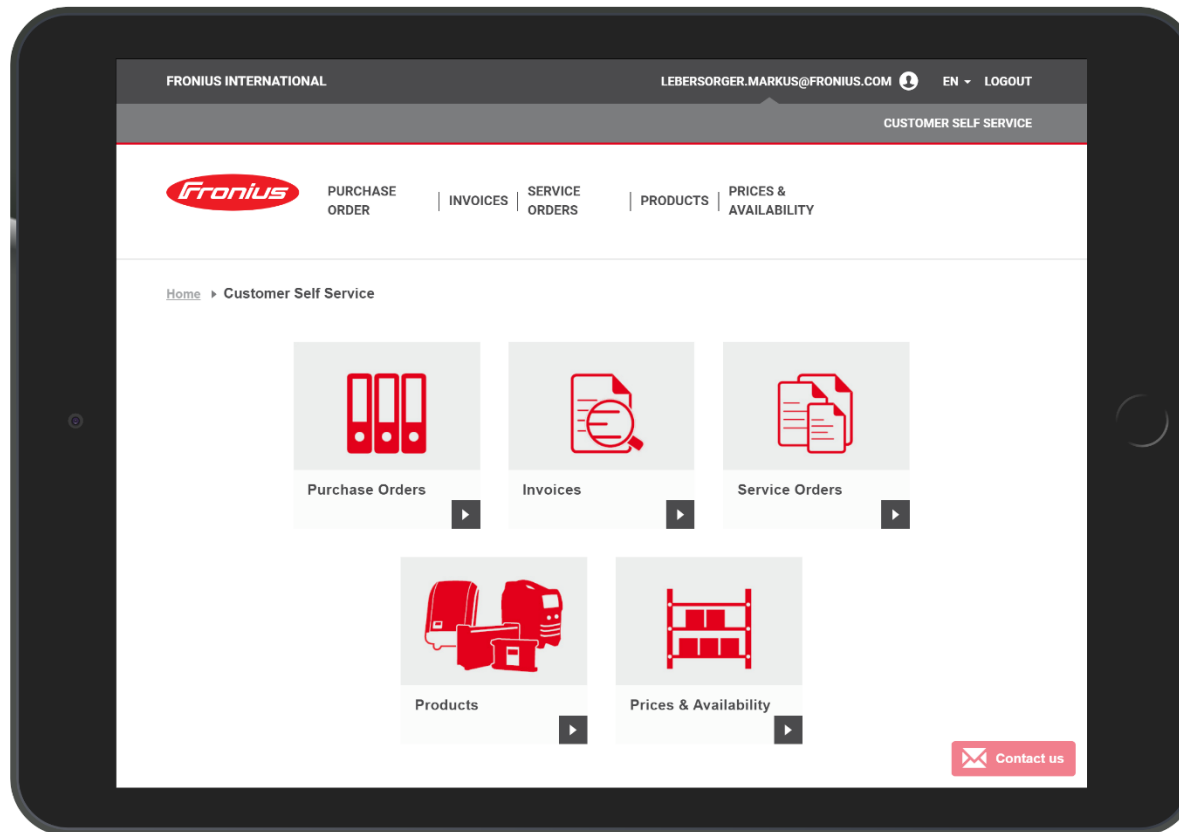 FRONIUS INTERNATIONAL
LEBERSORGER.MARKUS@FRONIUS.COM EN LOGOUT
CUSTOMER SELF SERVICE
Fronius
PURCHASE
ORDER
INVOICES
SERVICE
ORDERS
PRODUCTS
PRICES &
AVAILABILITY
Home Customer Self Service
Purchase Orders
Invoices
Service Orders
Products
Prices & Availability
Contact us